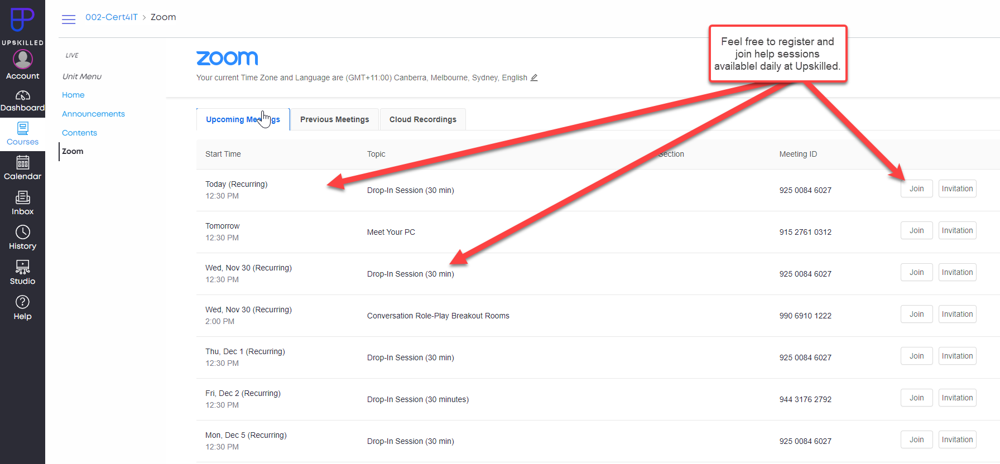 UPSKILLED
Account
Dashboard
Courses
Calendar
Inbox
History
Studio
Help
002-Cert4IT > Zoom
LIVE
Unit Menu
Home
Announcements
Contents
Zoom
zoom
Your current Time Zone and Language are (GMT+11:00) Canberra, Melbourne, Sydney, English
Feel free to register and
join help sessions
availablel daily at Upskilled.
Upcoming Meetings Previous Meetings Cloud Recordings
Start Time Topic Section Meeting ID
Today (Recurring)
12:30 PM
Drop-In Session (30 min) 925 0084 6027 Join Invitation
Tomorrow
12:30 PM
Meet Your PC 915 2761 0312 Join Invitation
Wed, Nov 30 (Recurring)
12:30 PM
Drop-In Session (30 min) 925 0084 6027 Join Invitation
Wed, Nov 30 (Recurring)
2:00 PM
Conversation Role-Play Breakout Rooms 990 6910 1222 Join Invitation
Thu, Dec 1 (Recurring)
12:30 PM
Drop-In Session (30 min) 925 0084 6027 Join Invitation
Fri, Dec 2 (Recurring)
12:30 PM
Drop-In Session (30 minutes) 944 3176 2792 Join Invitation
Mon, Dec 5 (Recurring)
12:30 PM
Drop-In Session (30 min) 925 0084 6027 Join Invitation